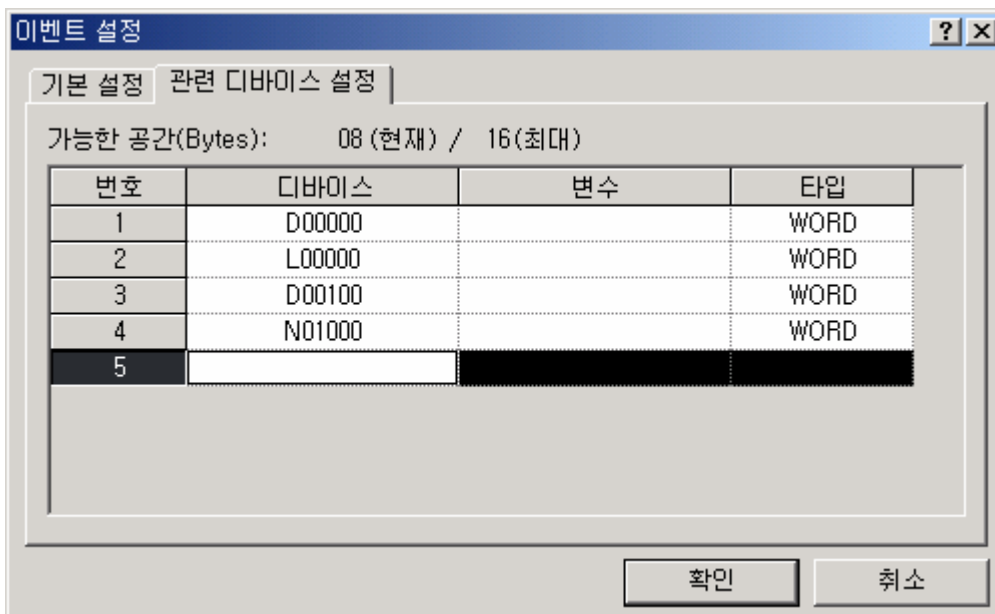 이벤트 설정
기본 설정 관련 디바이스 설정
가능한 공간(Bytes): 08 (현재) / 16(최대)
번호 디바이스 변수 타입
1 D00000 WORD
2 L00000 WORD
3 D00100 WORD
4 N01000 WORD
5
확인 취소